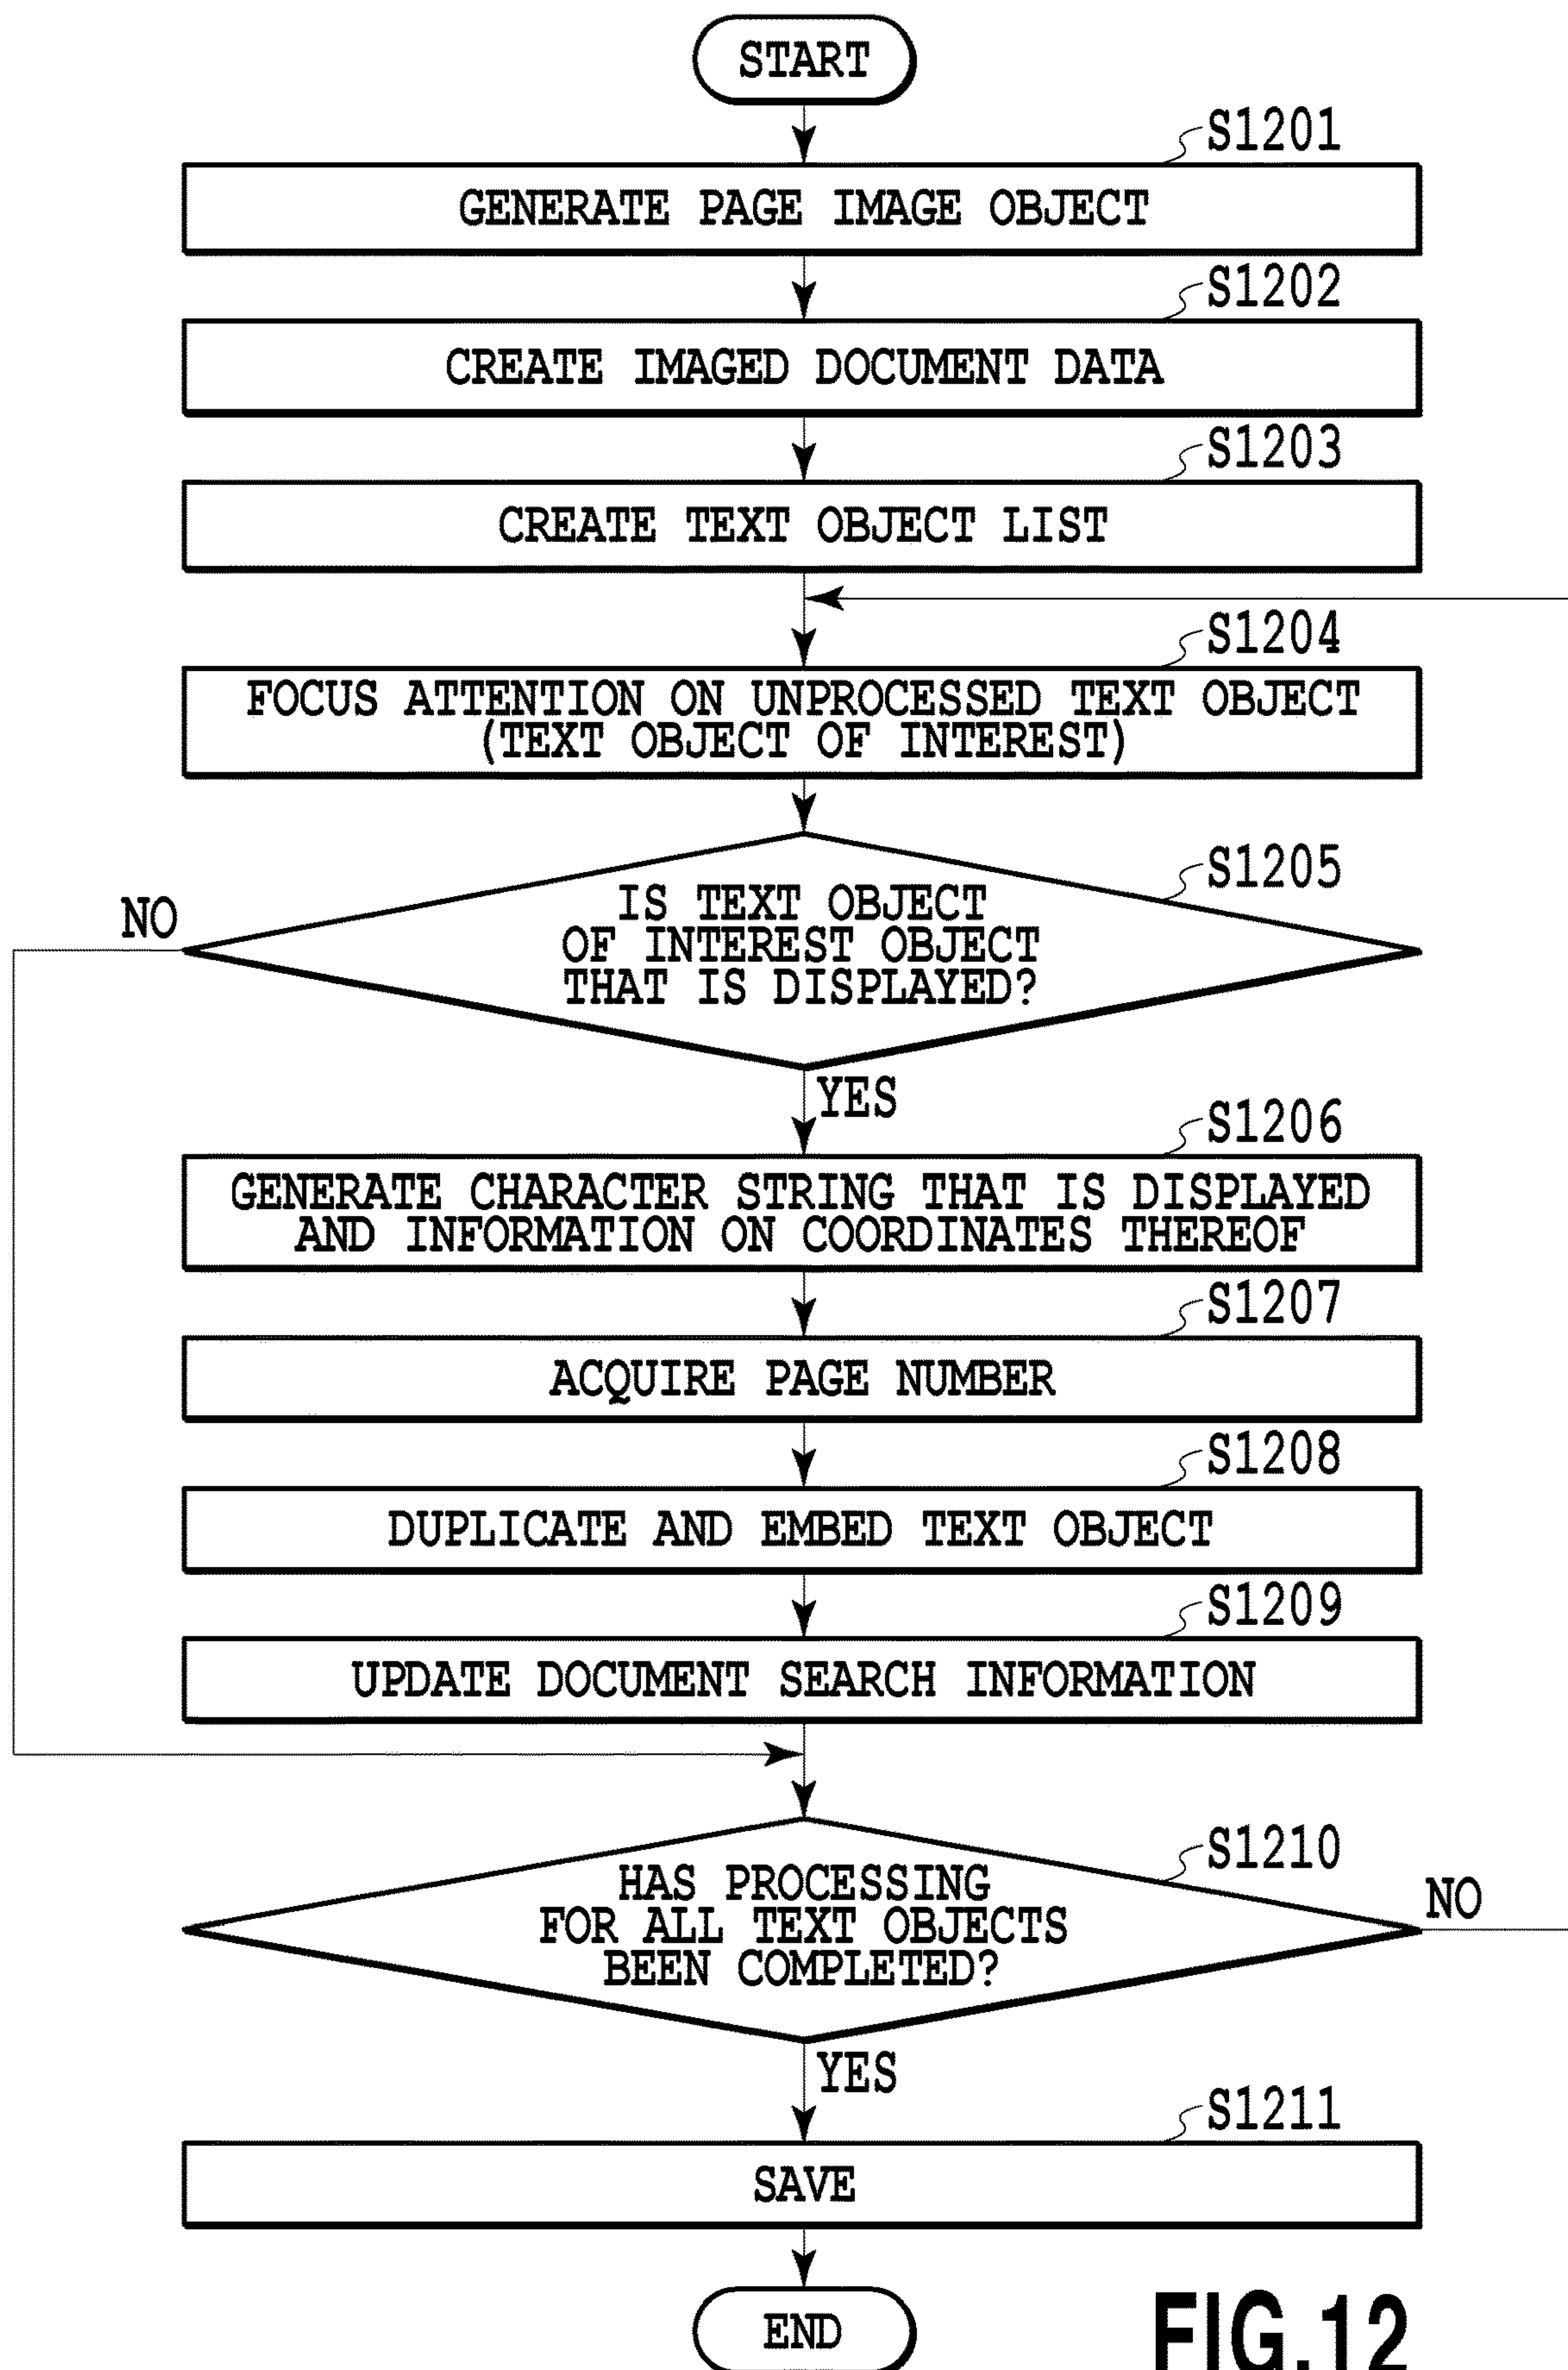 START
S1201
GENERATE PAGE IMAGE OBJECT
S1202
CREATE IMAGED DOCUMENT DATA
S1203
CREATE TEXT OBJECT LIST
S1204
FOCUS ATTENTION ON UNPROCESSED TEXT OBJECT
(TEXT OBJECT OF INTEREST)
S1205
NO
IS TEXT OBJECT
OF INTEREST OBJECT
THAT IS DISPLAYED?
YES
S1206
GENERATE CHARACTER STRING THAT IS DISPLAYED
AND INFORMATION ON COORDINATES THEREOF
S1207
ACQUIRE PAGE NUMBER
S1208
DUPLICATE AND EMBED TEXT OBJECT
S1209
UPDATE DOCUMENT SEARCH INFORMATION
S1210
HAS PROCESSING
FOR ALL TEXT OBJECTS
BEEN COMPLETED?
NO
YES
S1211
SAVE
END
FIG.12